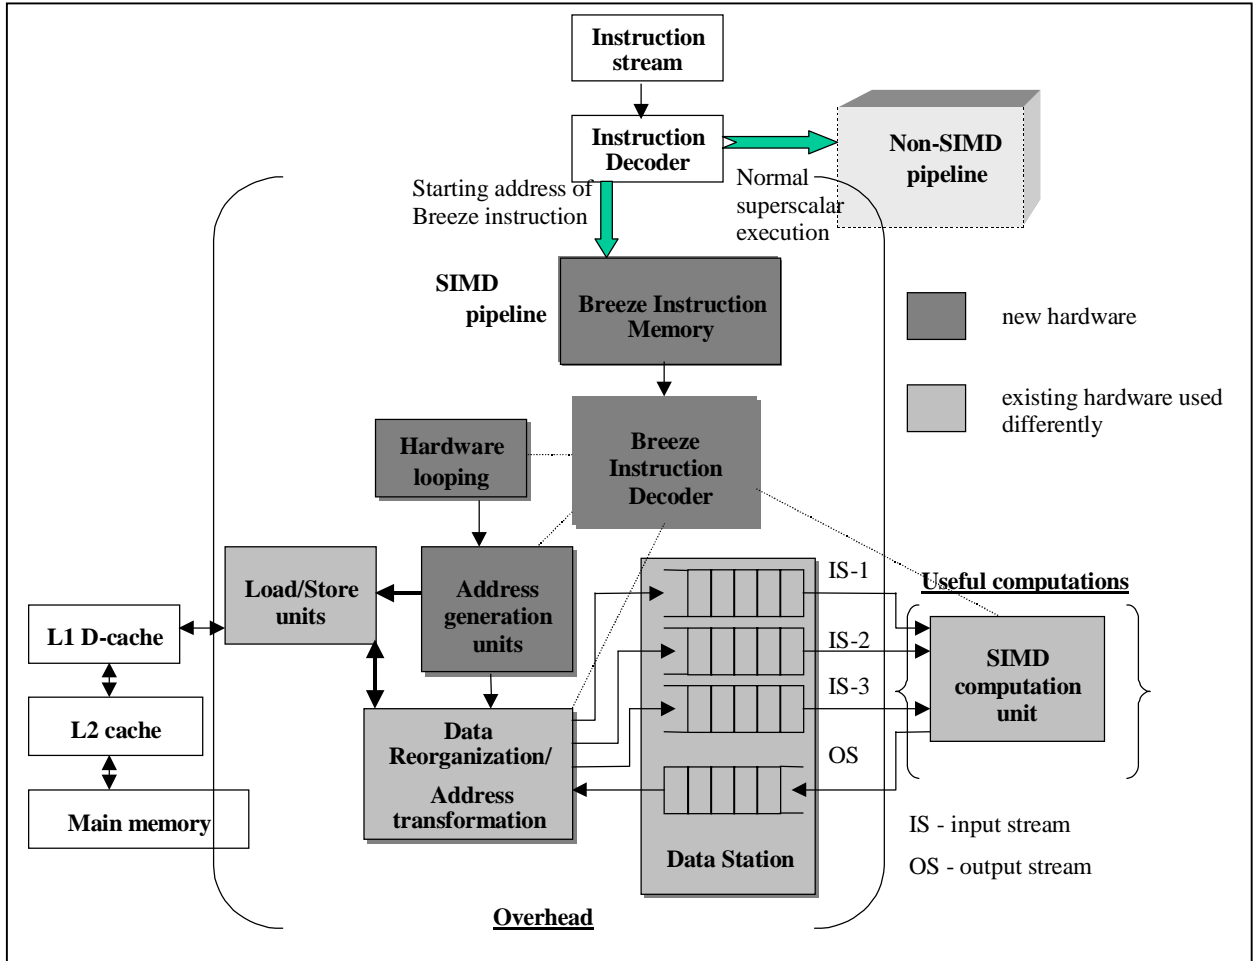 Instruction
stream
Instruction
Decoder
Non-SIMD
pipeline
Starting address of
Breeze instruction
Normal
superscalar
execution
SIMD
pipeline
Breeze Instruction
Memory
new hardware
existing hardware used
differently
Hardware
looping
Breeze
Instruction
Decoder
Load/Store
units
Address
generation
units
IS-1
IS-2
IS-3
OS
Useful computations
SIMD
computation
unit
L1 D-cache
L2 cache
Main memory
Data
Reorganization/
Address
transformation
Data Station
IS - input stream
OS - output stream
Overhead